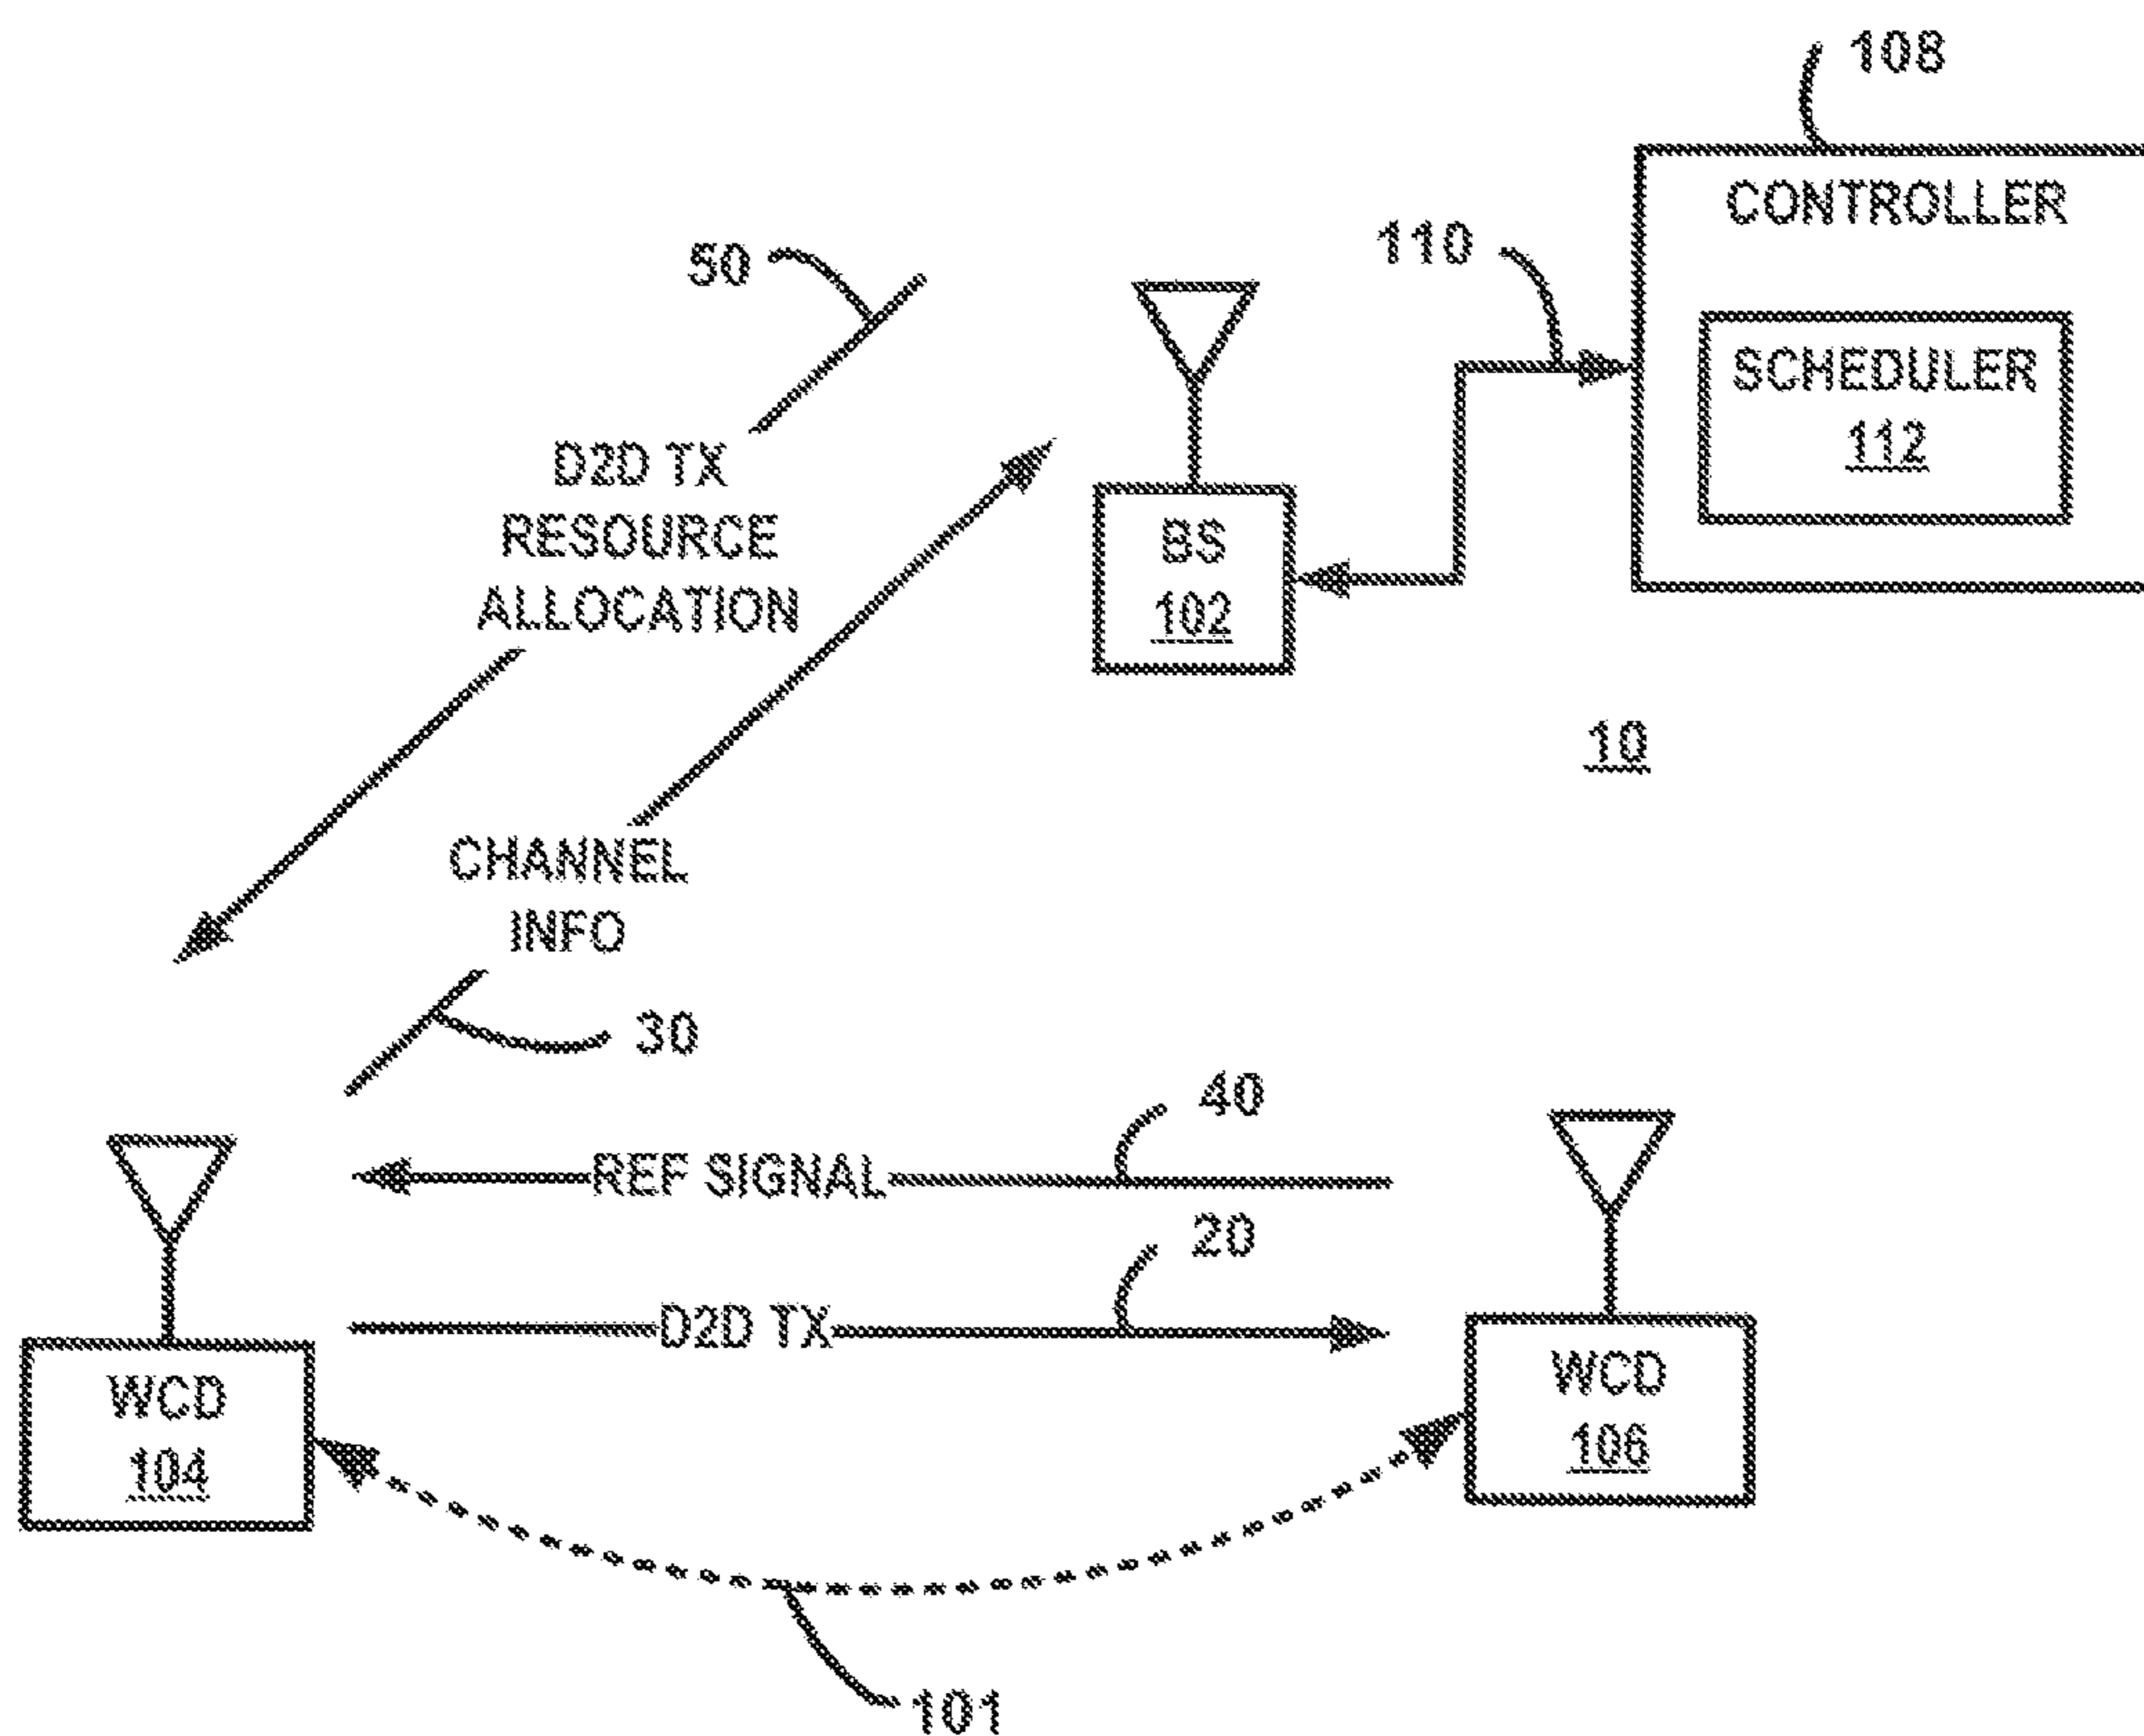 108
CONTROLLER
110
50
SCHEDULER
112
D2D TX
RESOURCE
ALLOCATION
BS
102
10
CHANNEL
INFO
30
40
REF SIGNAL
20
D2D TX
WCD
104
WCD
106
101